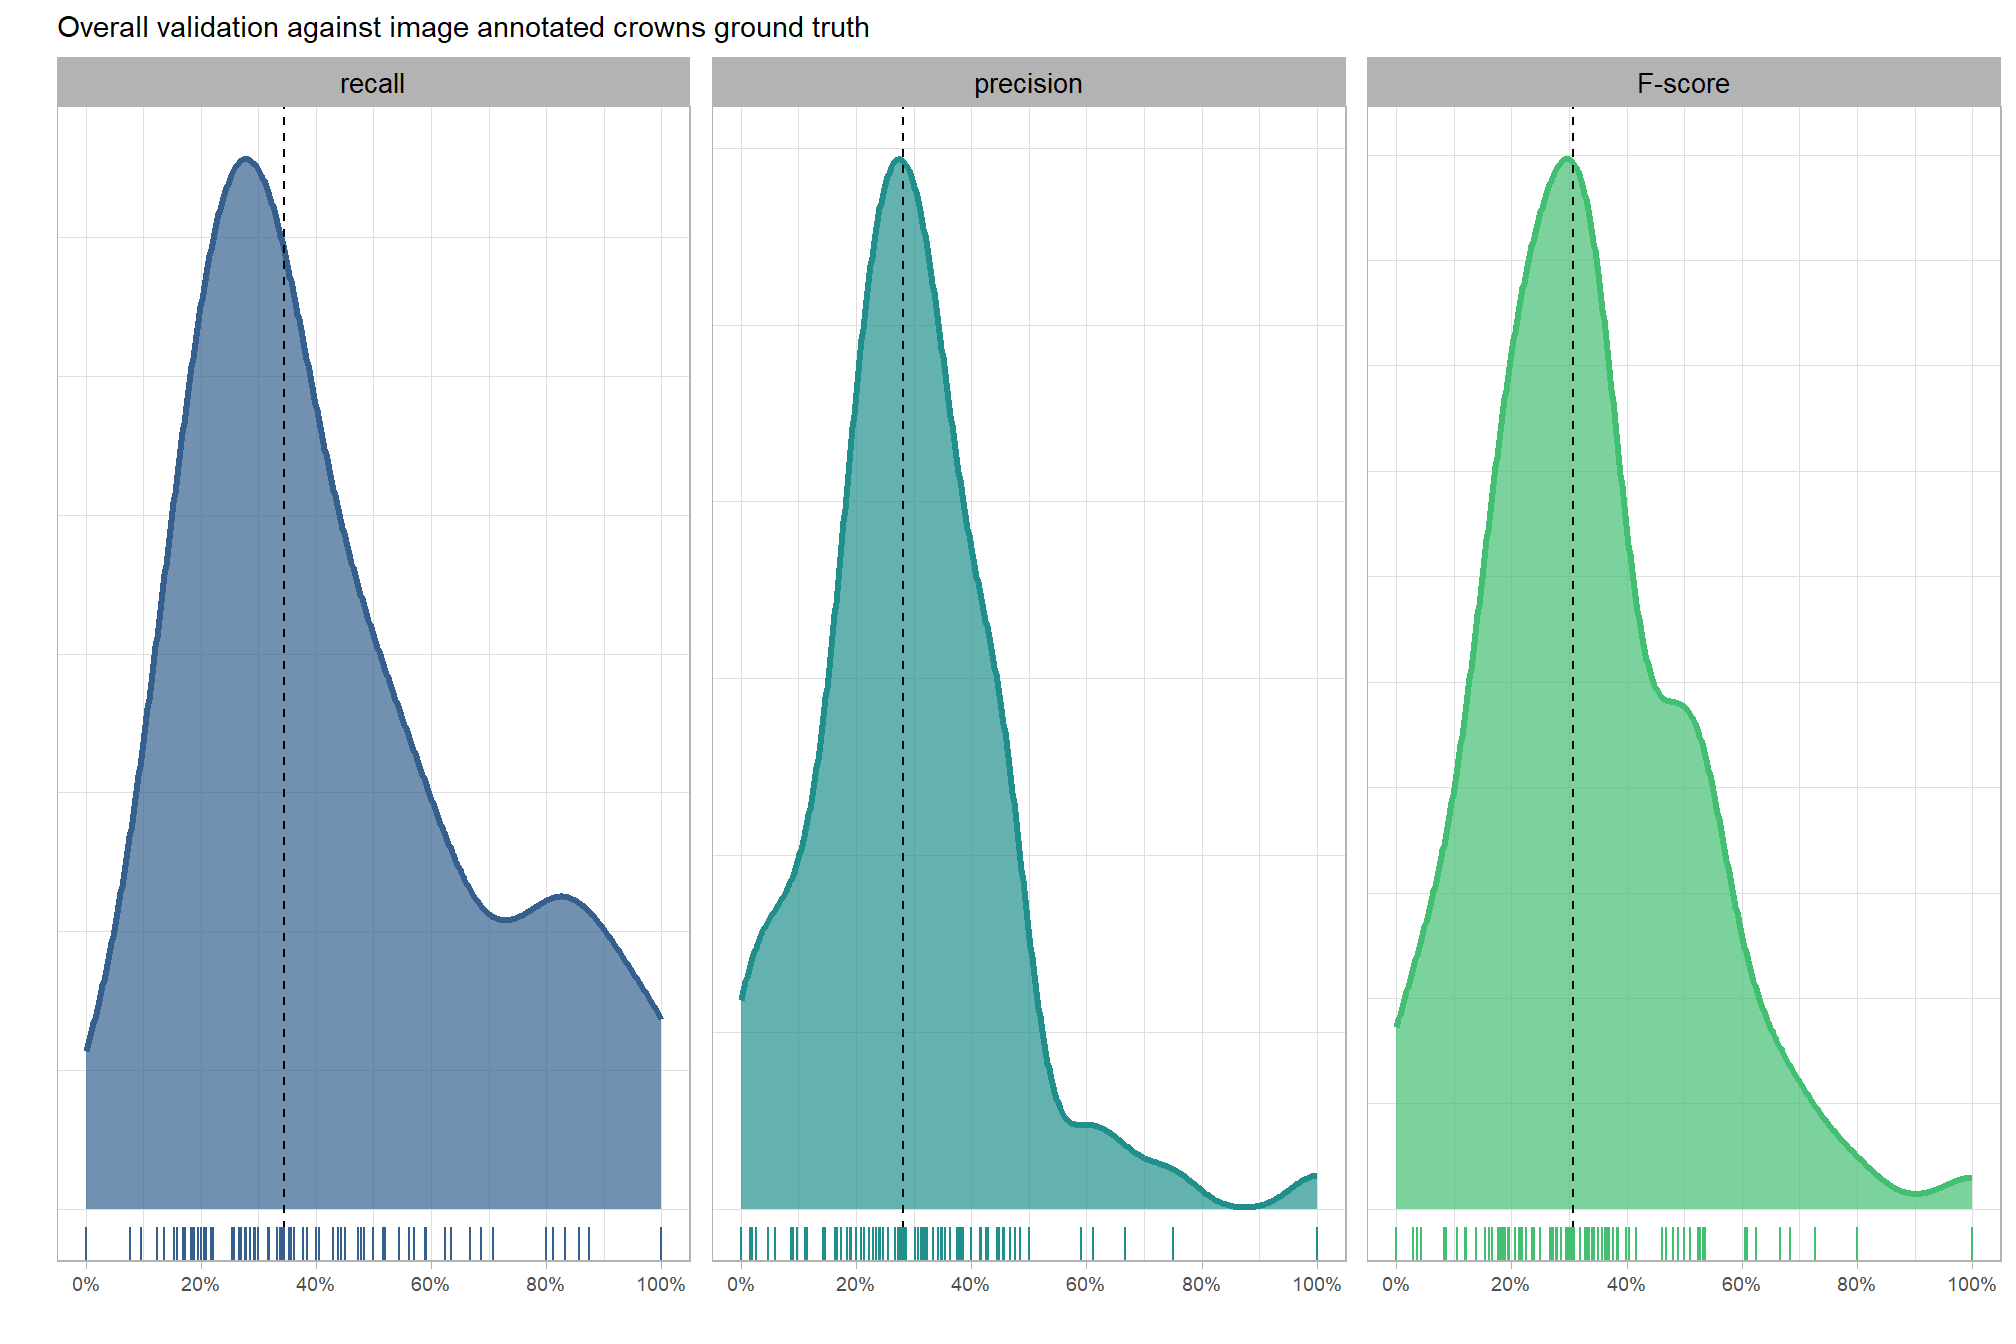 Overall validation against image annotated crowns ground truth
recall precision F-score
0% 20% 40% 60% 80% 100% 0% 20% 40% 60% 80% 100% 0% 20% 40% 60% 80% 100%